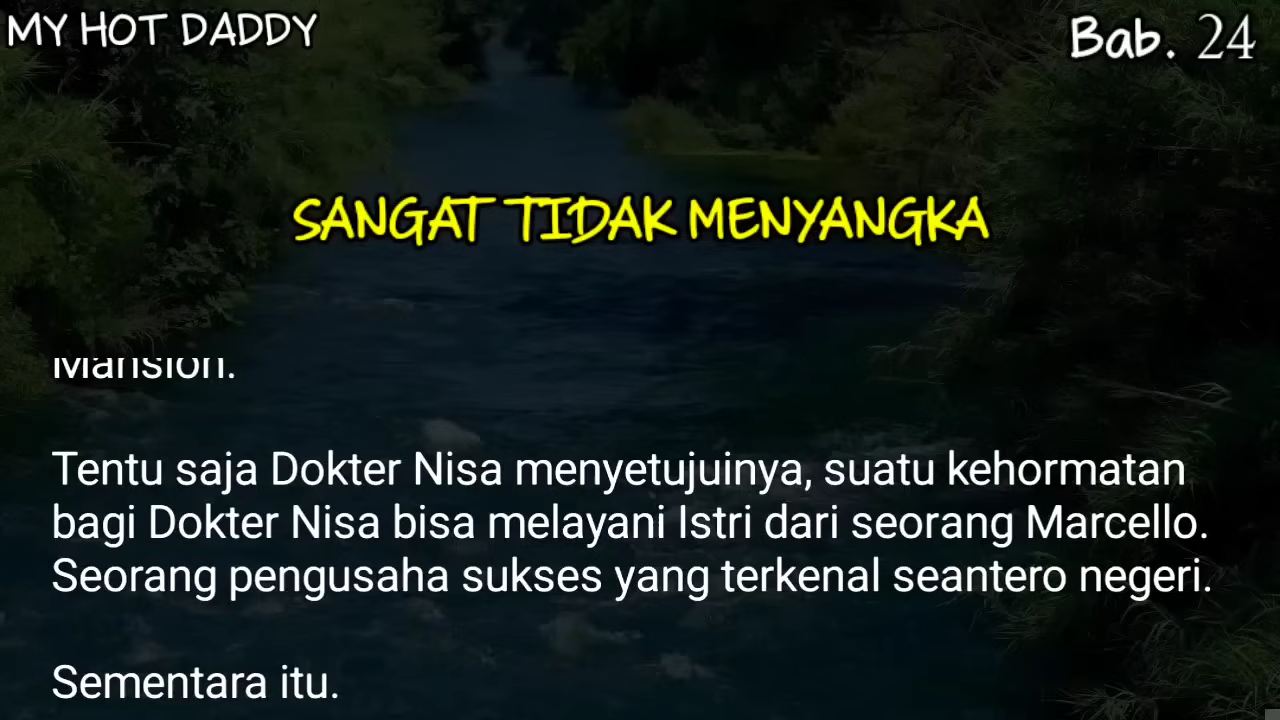 MY HOT DADDY
Bab. 24
SANGAT TIDAK MENYANGKA
Mansion.
Tentu saja Dokter Nisa menyetujuinya, suatu kehormatan
bagi Dokter Nisa bisa melayani Istri dari seorang Marcello.
Seorang pengusaha sukses yang terkenal seantero negeri.
Sementara itu.